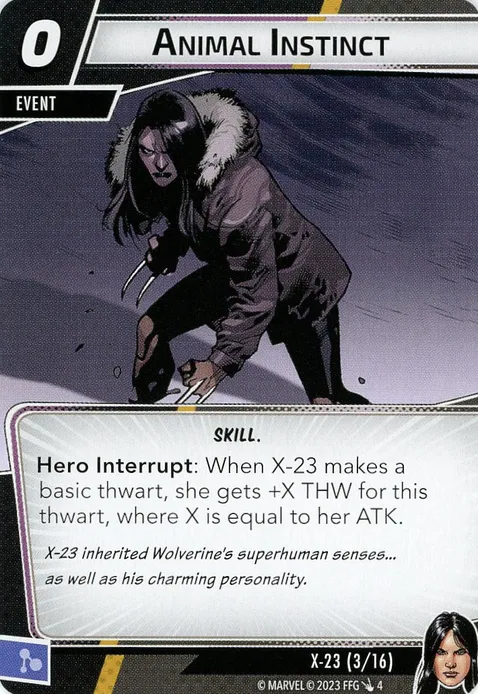 0
ANIMAL INSTINCT
EVENT
SKILL.
Hero Interrupt: When X-23 makes a
basic thwart, she gets +X THW for this
thwart, where X is equal to her ATK.
X-23 inherited Wolverine's superhuman senses...
as well as his charming personality.
X-23 (3/16)
© MARVEL © 2023 FFG 4